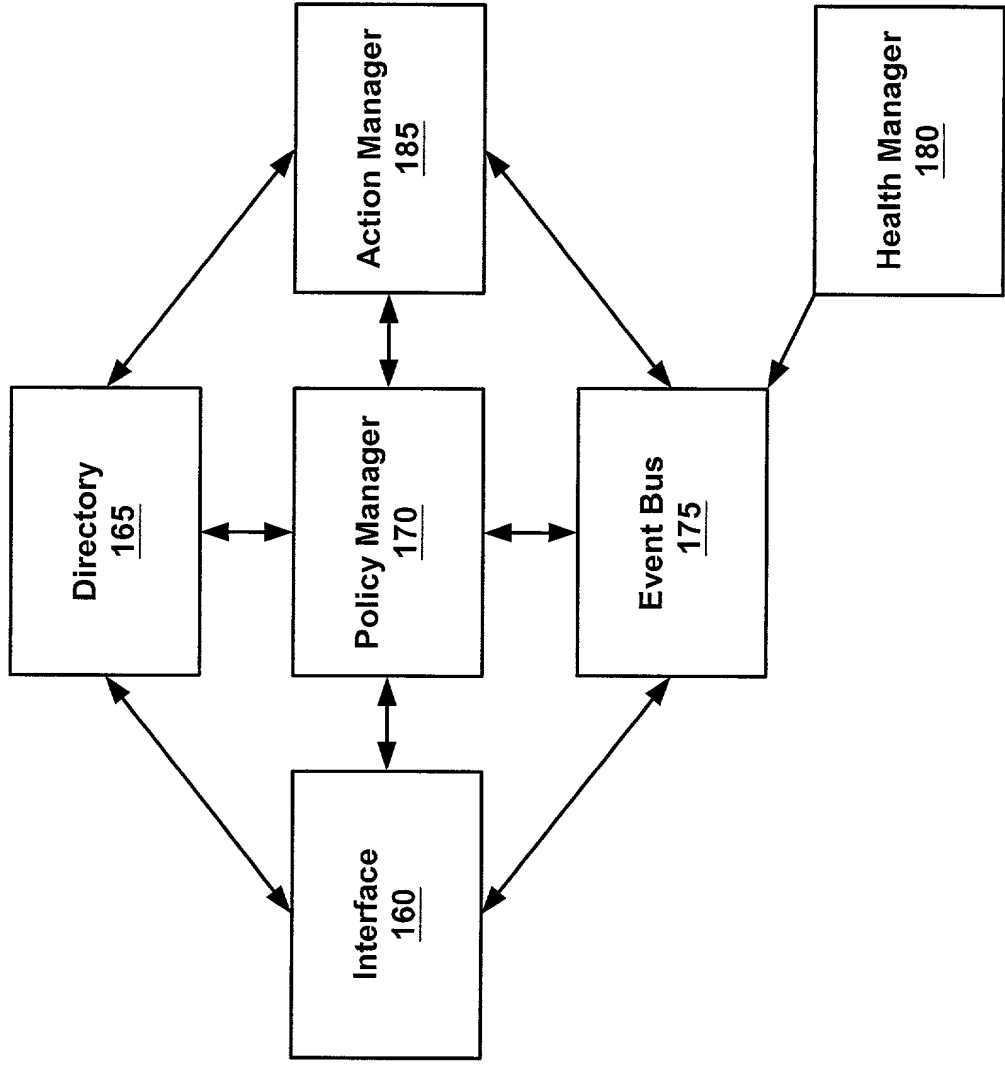 Directory
165
Interface
160
Policy Manager
170
Action Manager
185
Event Bus
175
Health Manager
180